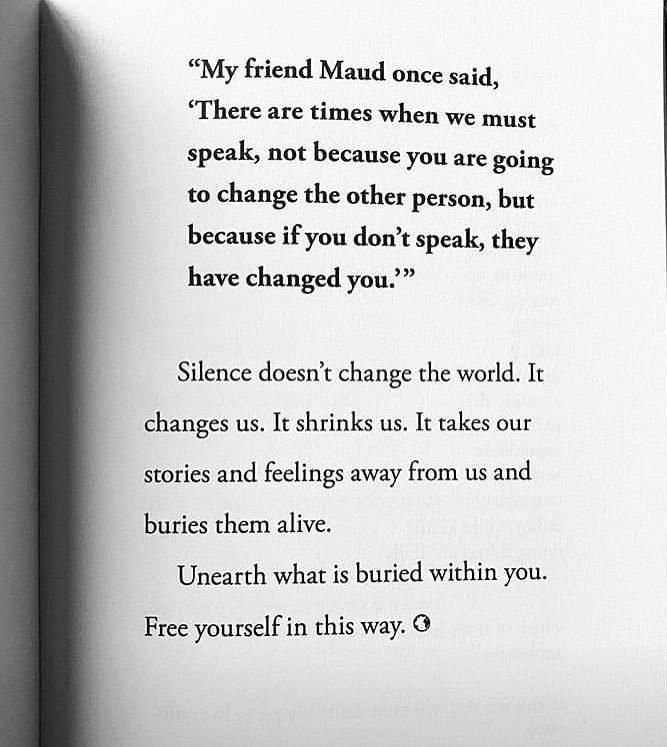 “My friend Maud once said,
‘There are times when we must
speak, not because you are going
to change the other person, but
because if you don’t speak, they
have changed you.’”
Silence doesn’t change the world. It
changes us. It shrinks us. It takes our
stories and feelings away from us and
buries them alive.
Unearth what is buried within you.
Free yourself in this way.